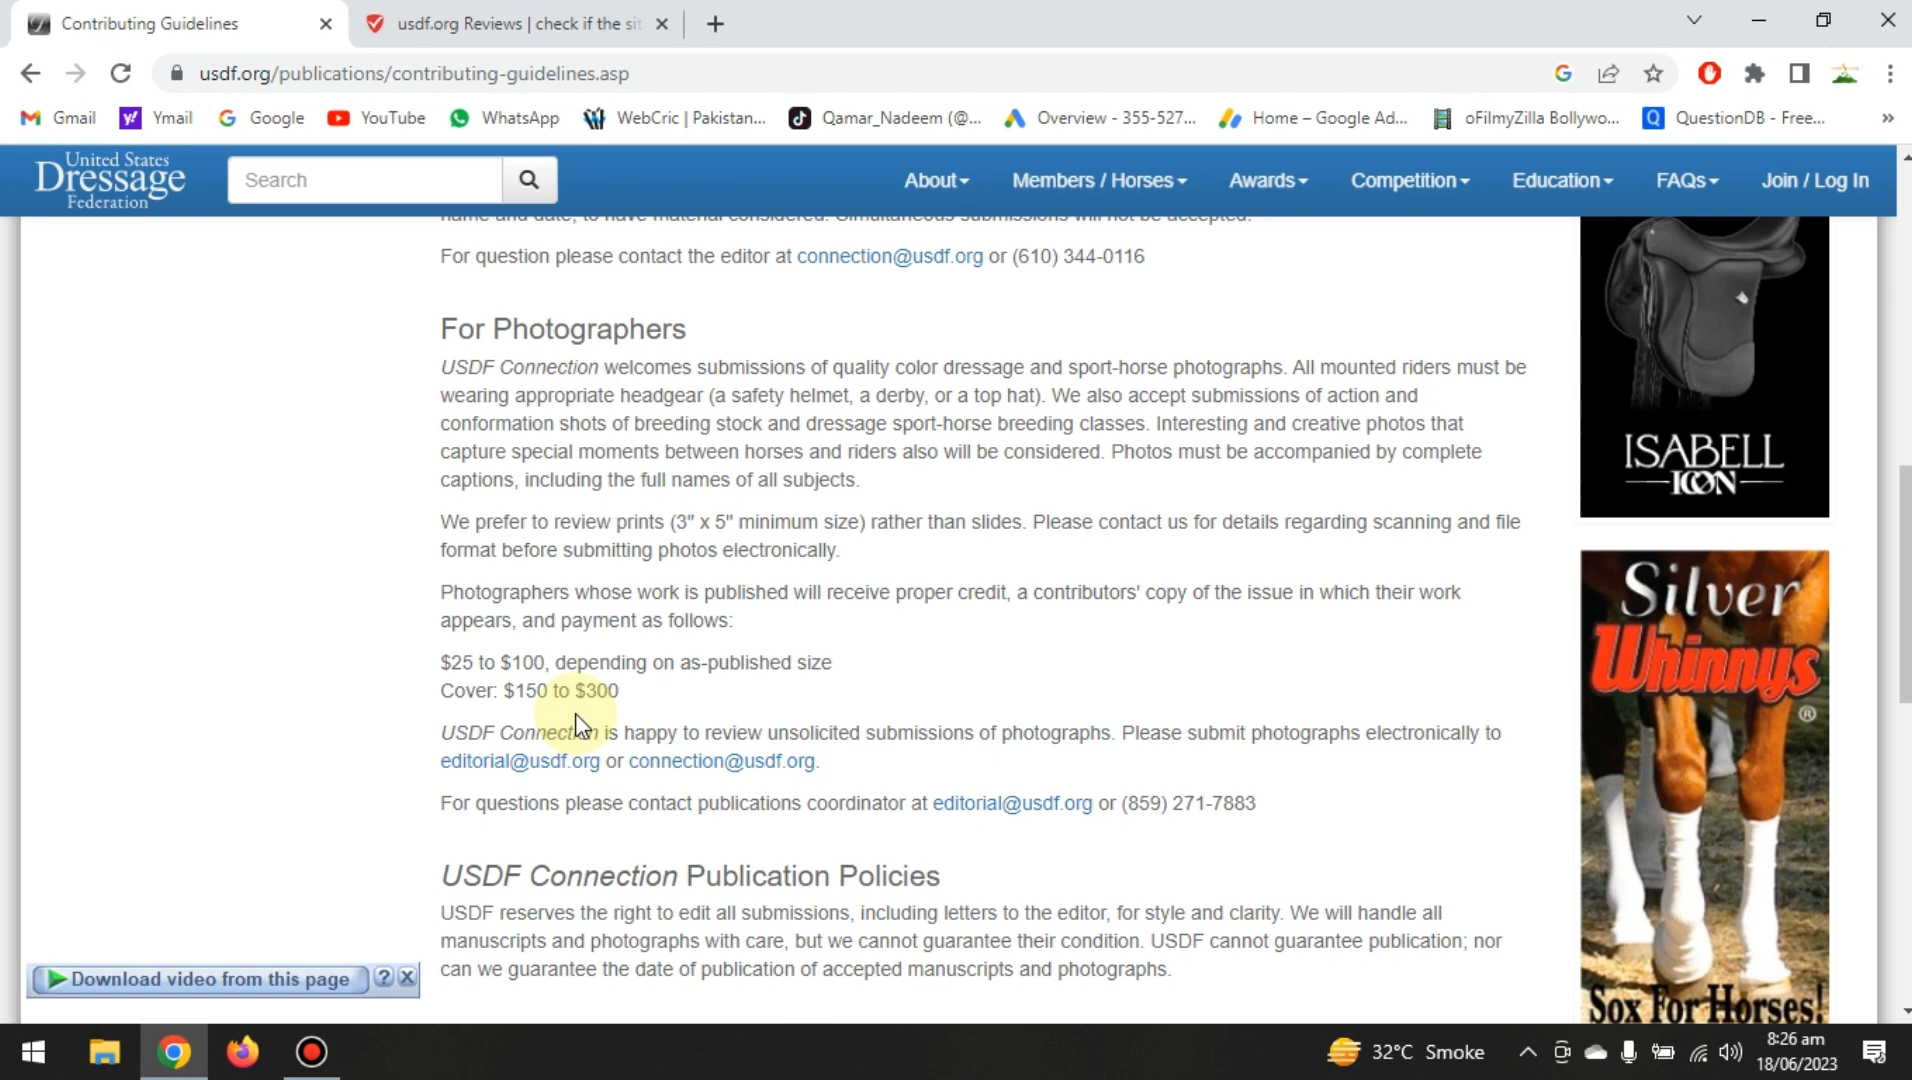 Contributing Guidelines
usdf.org Reviews | check if the sit
usdf.org/publications/contributing-guidelines.asp
Gmail Ymail Google YouTube WhatsApp WebCric | Pakistan... Qamar_Nadeem (@... Overview - 355-527... Home – Google Ad... oFilmyZilla Bollywo... QuestionDB - Free... »
United States
Dressage
Federation
Search
About Members / Horses Awards Competition Education FAQs Join / Log In
name and date, to have material considered. Simultaneous submissions will not be accepted.
For question please contact the editor at connection@usdf.org or (610) 344-0116
For Photographers
USDF Connection welcomes submissions of quality color dressage and sport-horse photographs. All mounted riders must be
wearing appropriate headgear (a safety helmet, a derby, or a top hat). We also accept submissions of action and
conformation shots of breeding stock and dressage sport-horse breeding classes. Interesting and creative photos that
capture special moments between horses and riders also will be considered. Photos must be accompanied by complete
captions, including the full names of all subjects.
We prefer to review prints (3" x 5" minimum size) rather than slides. Please contact us for details regarding scanning and file
format before submitting photos electronically.
Photographers whose work is published will receive proper credit, a contributors' copy of the issue in which their work
appears, and payment as follows:
$25 to $100, depending on as-published size
Cover: $150 to $300
USDF Connection is happy to review unsolicited submissions of photographs. Please submit photographs electronically to
editorial@usdf.org or connection@usdf.org.
For questions please contact publications coordinator at editorial@usdf.org or (859) 271-7883
USDF Connection Publication Policies
USDF reserves the right to edit all submissions, including letters to the editor, for style and clarity. We will handle all
manuscripts and photographs with care, but we cannot guarantee their condition. USDF cannot guarantee publication; nor
can we guarantee the date of publication of accepted manuscripts and photographs.
ISABELL
ICON
Silver
Whinnys
®
Sox For Horses!
Download video from this page ?
32°C Smoke
8:26 am
18/06/2023